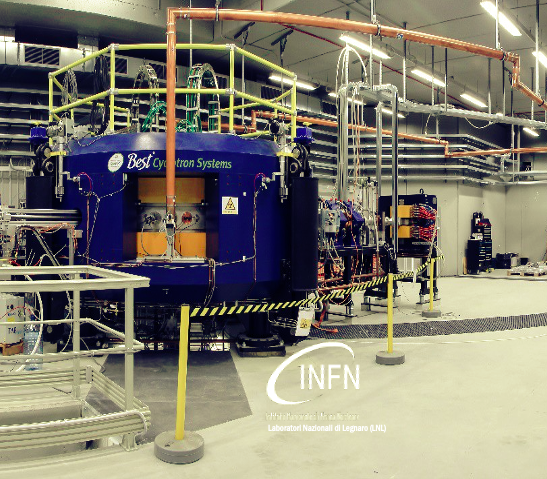 Best Cyclotron Systems
INFN
Laboratori Nazionali di Legnaro (LNL)